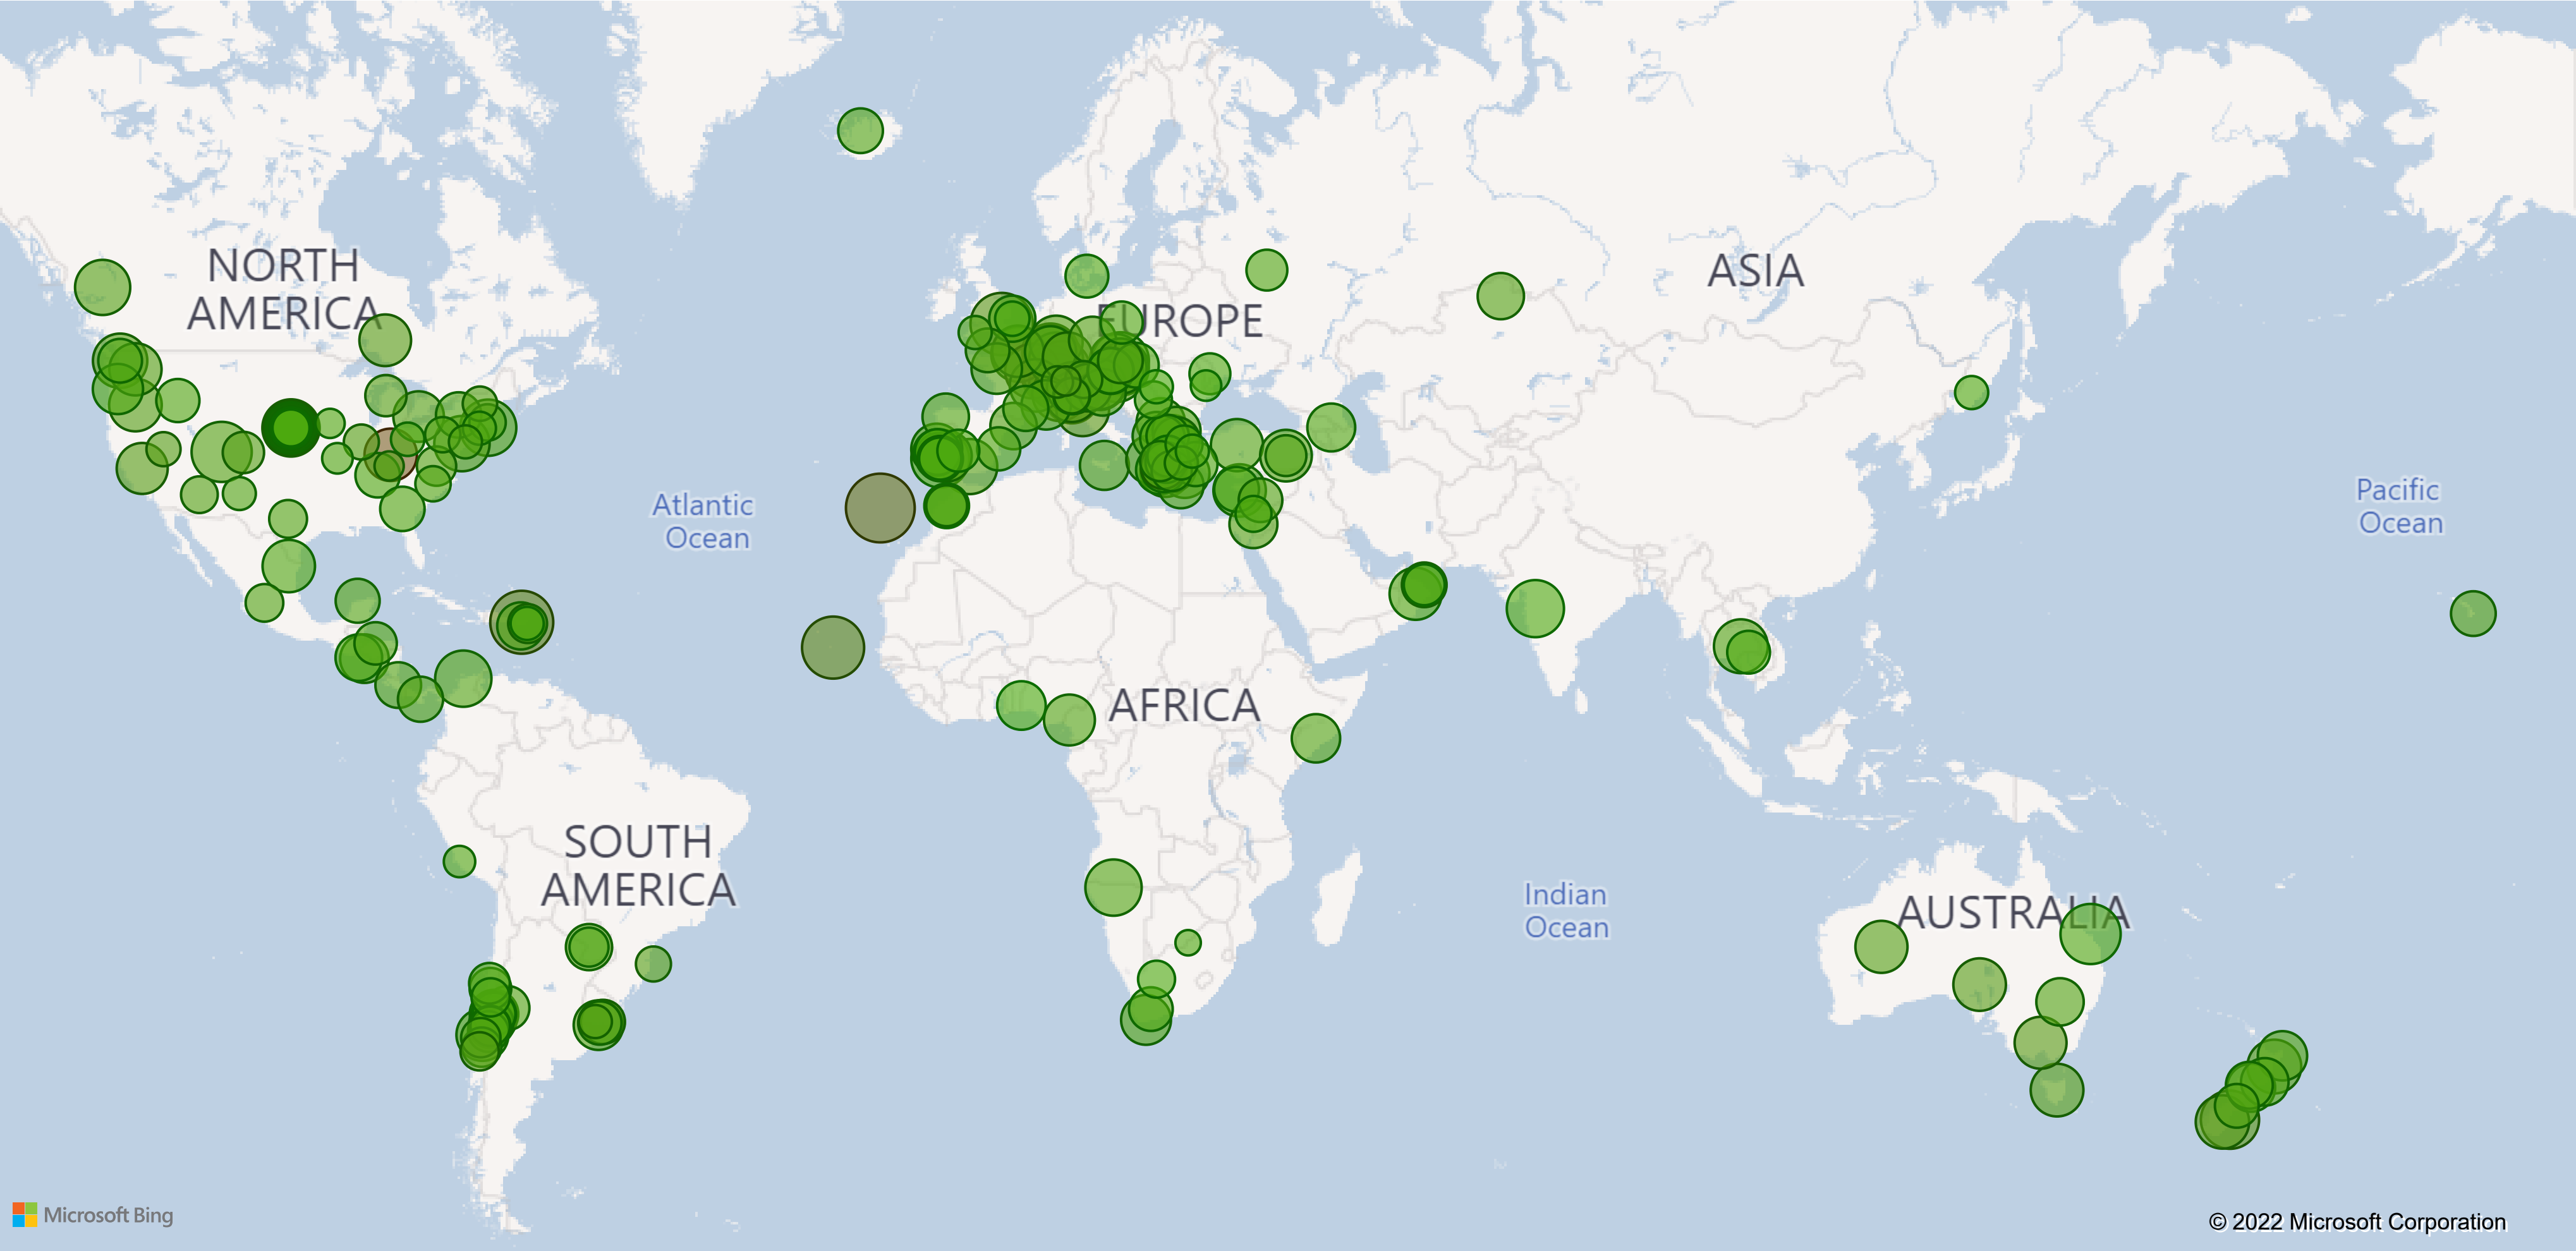 NORTH
AMERICA
EUROPE
ASIA
Atlantic
Ocean
Pacific
Ocean
AFRICA
SOUTH
AMERICA
Indian
Ocean
AUSTRALIA
Microsoft Bing
© 2022 Microsoft Corporation